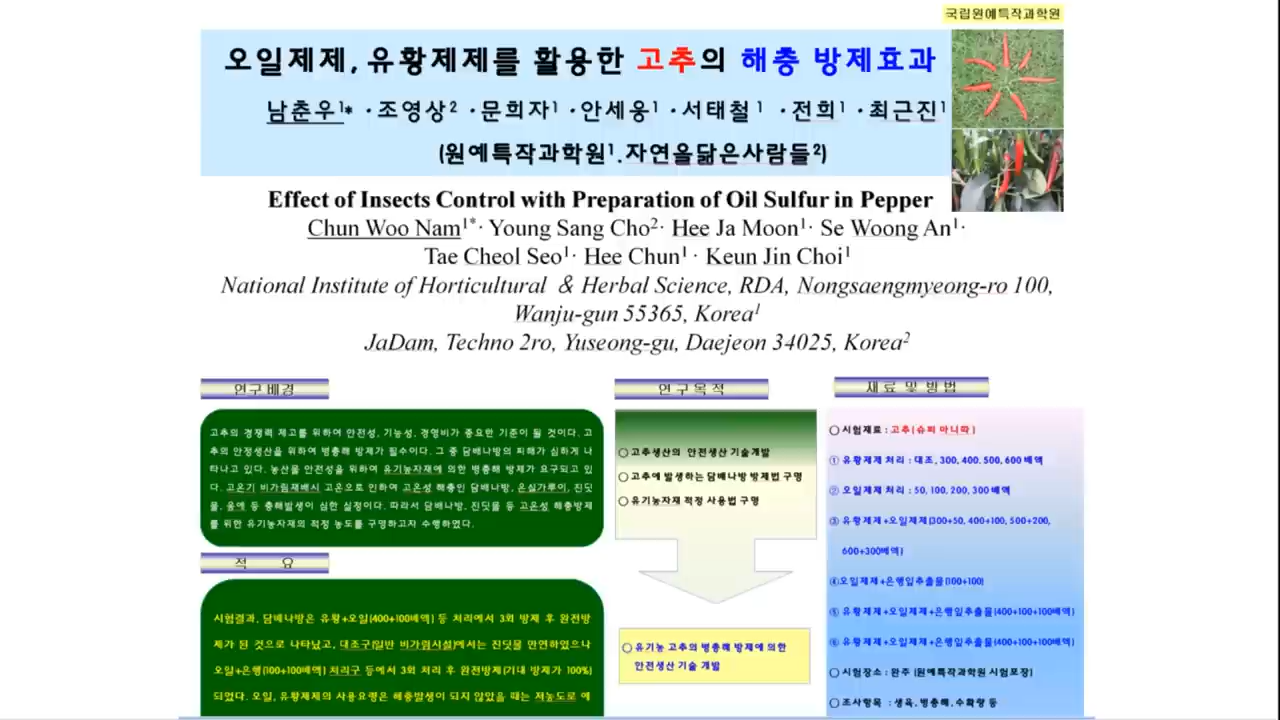 국립원예특작과학원
오일제제, 유황제제를 활용한 고추의 해충 방제효과
남춘우¹* · 조영상² · 문희자¹ · 안세웅¹ · 서태철¹ · 전희¹ · 최근진¹
(원예특작과학원¹.자연을닮은사람들²)
Effect of Insects Control with Preparation of Oil Sulfur in Pepper
Chun Woo Nam¹*· Young Sang Cho²· Hee Ja Moon¹· Se Woong An¹·
Tae Cheol Seo¹· Hee Chun¹ · Keun Jin Choi¹
National Institute of Horticultural & Herbal Science, RDA, Nongsaengmyeong-ro 100,
Wanju-gun 55365, Korea¹
JaDam, Techno 2ro, Yuseong-gu, Daejeon 34025, Korea²
연구배경
고추의 경쟁력 제고를 위하여 안전성, 기능성, 경영비가 중요한 기준이 될 것이다. 고
추의 안정생산을 위하여 병충해 방제가 필수이다. 그 중 담배나방의 피해가 심하게 나
타나고 있다. 농산물 안전성을 위하여 유기농자재에 의한 병충해 방제가 요구되고 있
다. 고온기 비가림재배시 고온으로 인하여 고온성 해충인 담배나방, 온실가루이, 진딧
물, 응애 등 충해발생이 심한 실정이다. 따라서 담배나방, 진딧물 등 고온성 해충방제
를 위한 유기농자재의 적정 농도를 구명하고자 수행하였다.
적 요
시험결과, 담배나방은 유황+오일(400+100배액) 등 처리에서 3회 방제 후 완전방
제가 된 것으로 나타났고, 대조구(일반 비가림시설)에서는 진딧물 만연하였으나
오일+은행(100+100배액) 처리구 등에서 3회 처리 후 완전방제(기대 방제가 100%)
되었다. 오일, 유황제제의 사용요령은 해충발생이 되지 않았을 때는 저농도로 예
연구목적
○ 고추생산의 안전생산 기술개발
○ 고추에 발생하는 담배나방 방제법 구명
○ 유기농자재 적정 사용법 구명
○ 유기농 고추의 병충해 방제에 의한
안전생산 기술 개발
재료 및 방법
○ 시험재료 : 고추(슈퍼 마니따)
① 유황제제 처리 : 대조, 300, 400. 500, 600 배액
② 오일제제 처리 : 50, 100, 200, 300 배액
③ 유황제제+오일제제(300+50, 400+100, 500+200,
600+300배액)
④오일제제+은행잎추출물(100+100)
⑤ 유황제제+오일제제+은행잎추출물(400+100+100배액)
⑥ 유황제제+오일제제+은행잎추출물(400+100+100배액)
○ 시험장소 : 완주 (원예특작과학원 시험포장)
○ 조사항목 : 생육, 병충해, 수확량 등